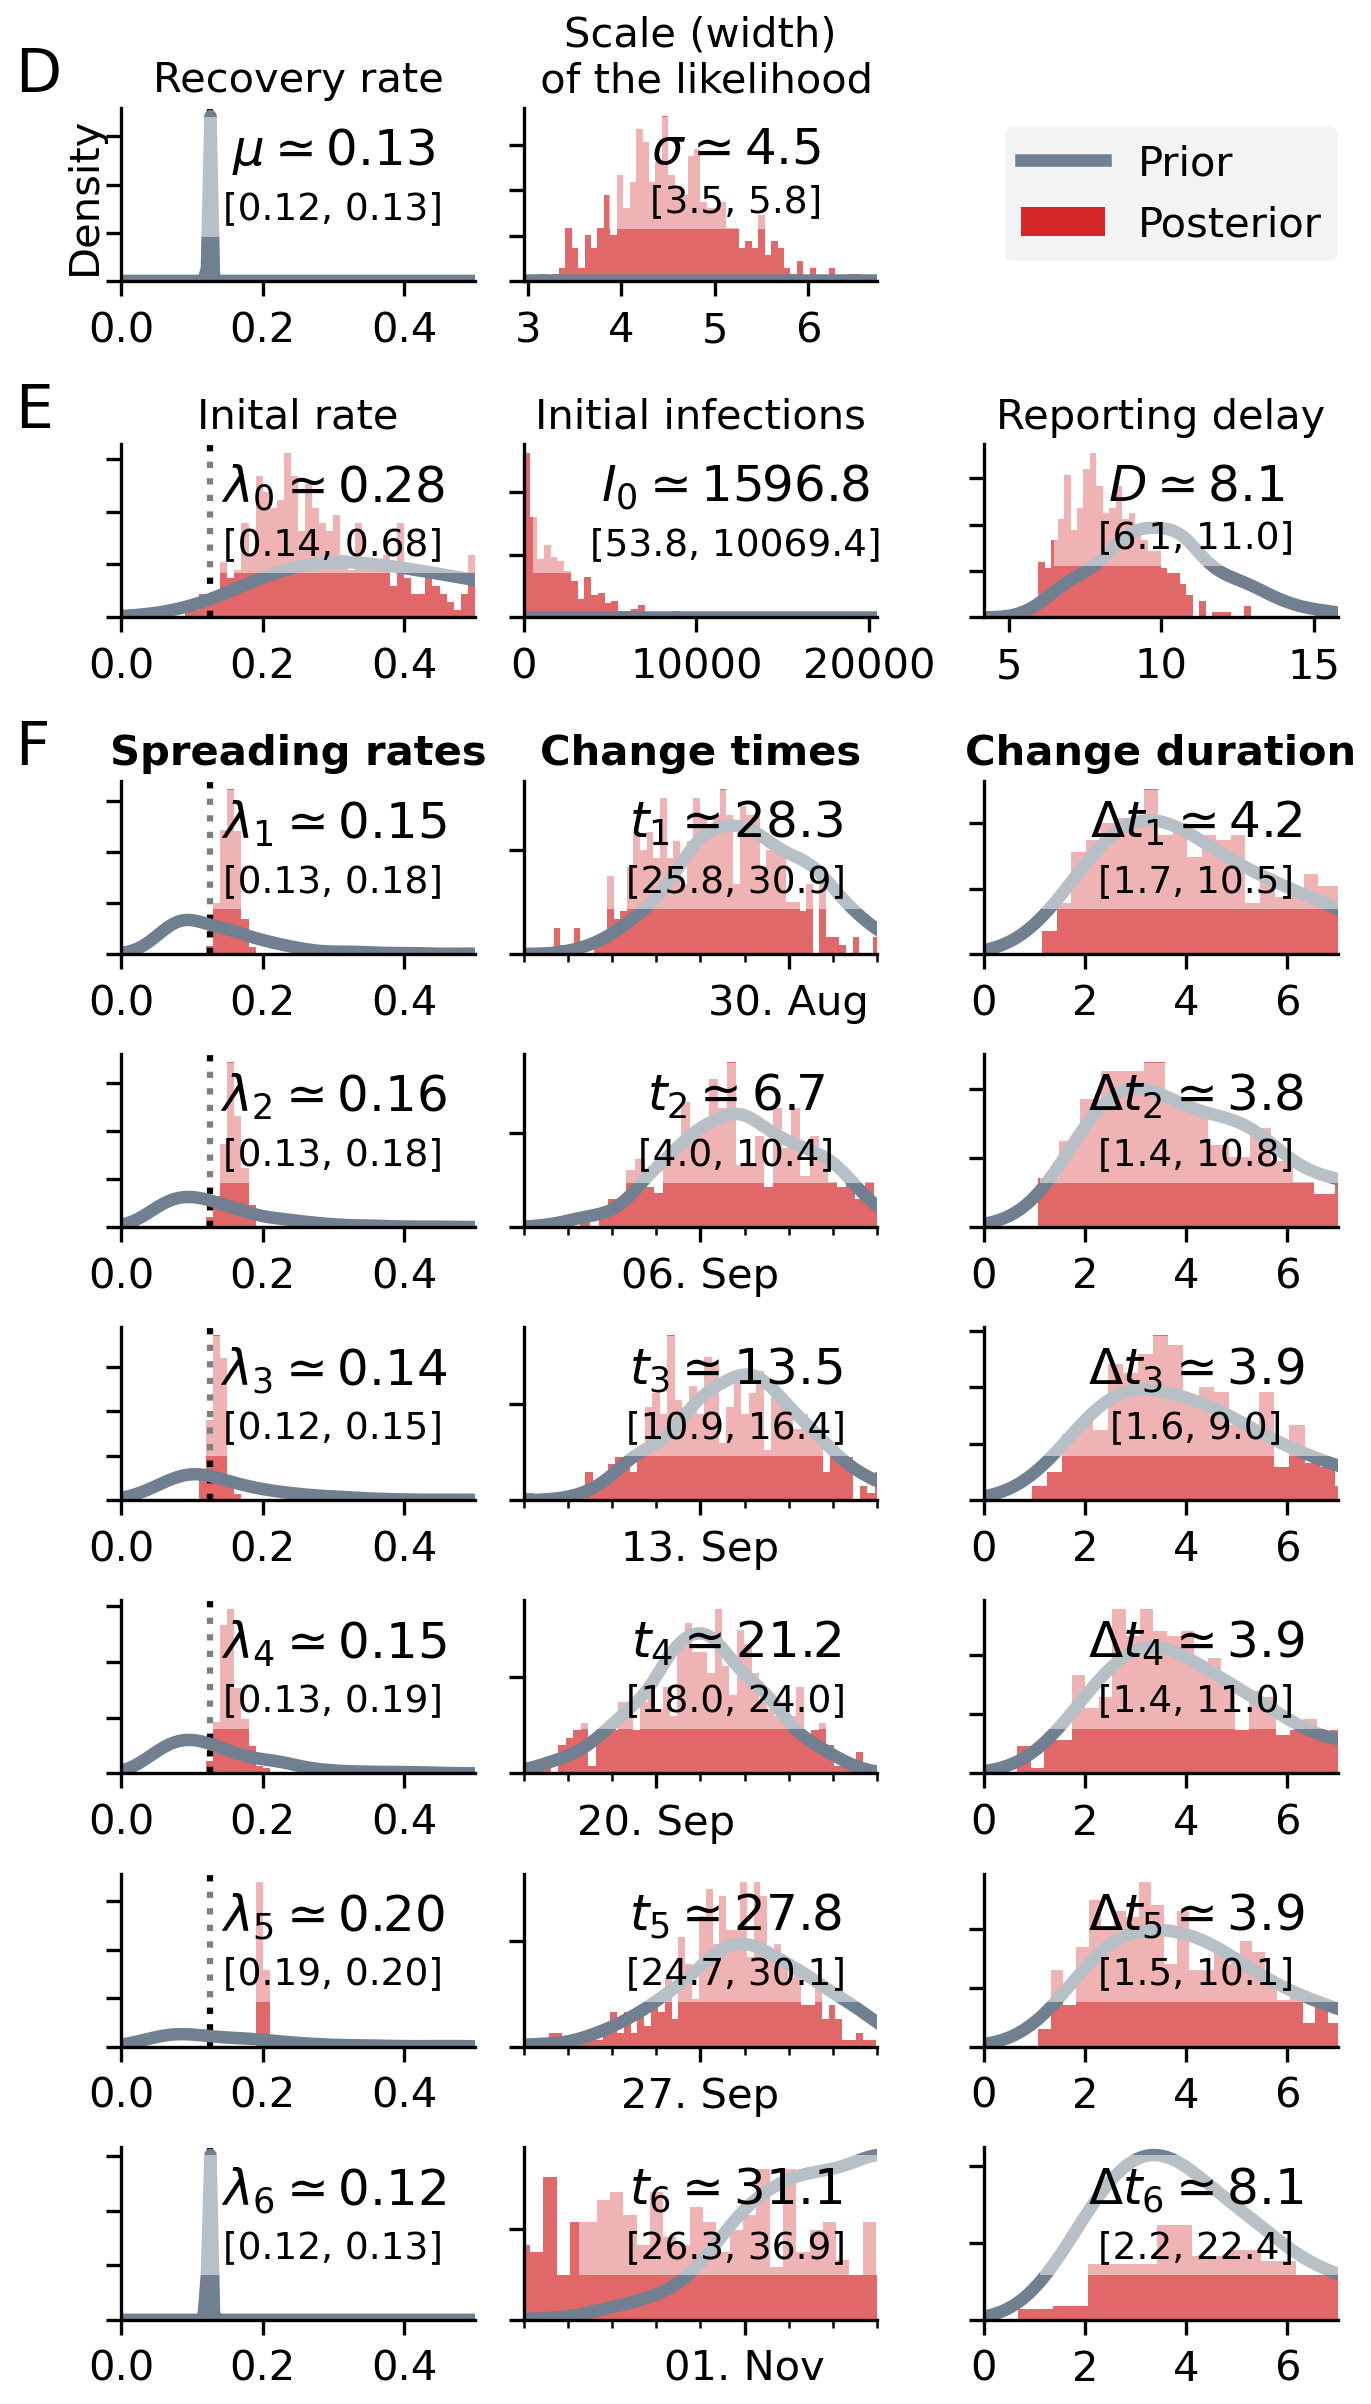 D
Recovery rate
Scale (width)
of the likelihood
Density
μ ≃ 0.13
[0.12, 0.13]
0.0 0.2 0.4
σ ≃ 4.5
[3.5, 5.8]
3 4 5 6
Prior
Posterior
E
Inital rate
λ0 ≃ 0.28
[0.14, 0.68]
0.0 0.2 0.4
Initial infections
I0 ≃ 1596.8
[53.8, 10069.4]
0 10000 20000
Reporting delay
D ≃ 8.1
[6.1, 11.0]
5 10 15
F
Spreading rates
Change times
Change duration
λ1 ≃ 0.15
[0.13, 0.18]
0.0 0.2 0.4
t1 ≃ 28.3
[25.8, 30.9]
30. Aug
Δt1 ≃ 4.2
[1.7, 10.5]
0 2 4 6
λ2 ≃ 0.16
[0.13, 0.18]
0.0 0.2 0.4
t2 ≃ 6.7
[4.0, 10.4]
06. Sep
Δt2 ≃ 3.8
[1.4, 10.8]
0 2 4 6
λ3 ≃ 0.14
[0.12, 0.15]
0.0 0.2 0.4
t3 ≃ 13.5
[10.9, 16.4]
13. Sep
Δt3 ≃ 3.9
[1.6, 9.0]
0 2 4 6
λ4 ≃ 0.15
[0.13, 0.19]
0.0 0.2 0.4
t4 ≃ 21.2
[18.0, 24.0]
20. Sep
Δt4 ≃ 3.9
[1.4, 11.0]
0 2 4 6
λ5 ≃ 0.20
[0.19, 0.20]
0.0 0.2 0.4
t5 ≃ 27.8
[24.7, 30.1]
27. Sep
Δt5 ≃ 3.9
[1.5, 10.1]
0 2 4 6
λ6 ≃ 0.12
[0.12, 0.13]
0.0 0.2 0.4
t6 ≃ 31.1
[26.3, 36.9]
01. Nov
Δt6 ≃ 8.1
[2.2, 22.4]
0 2 4 6